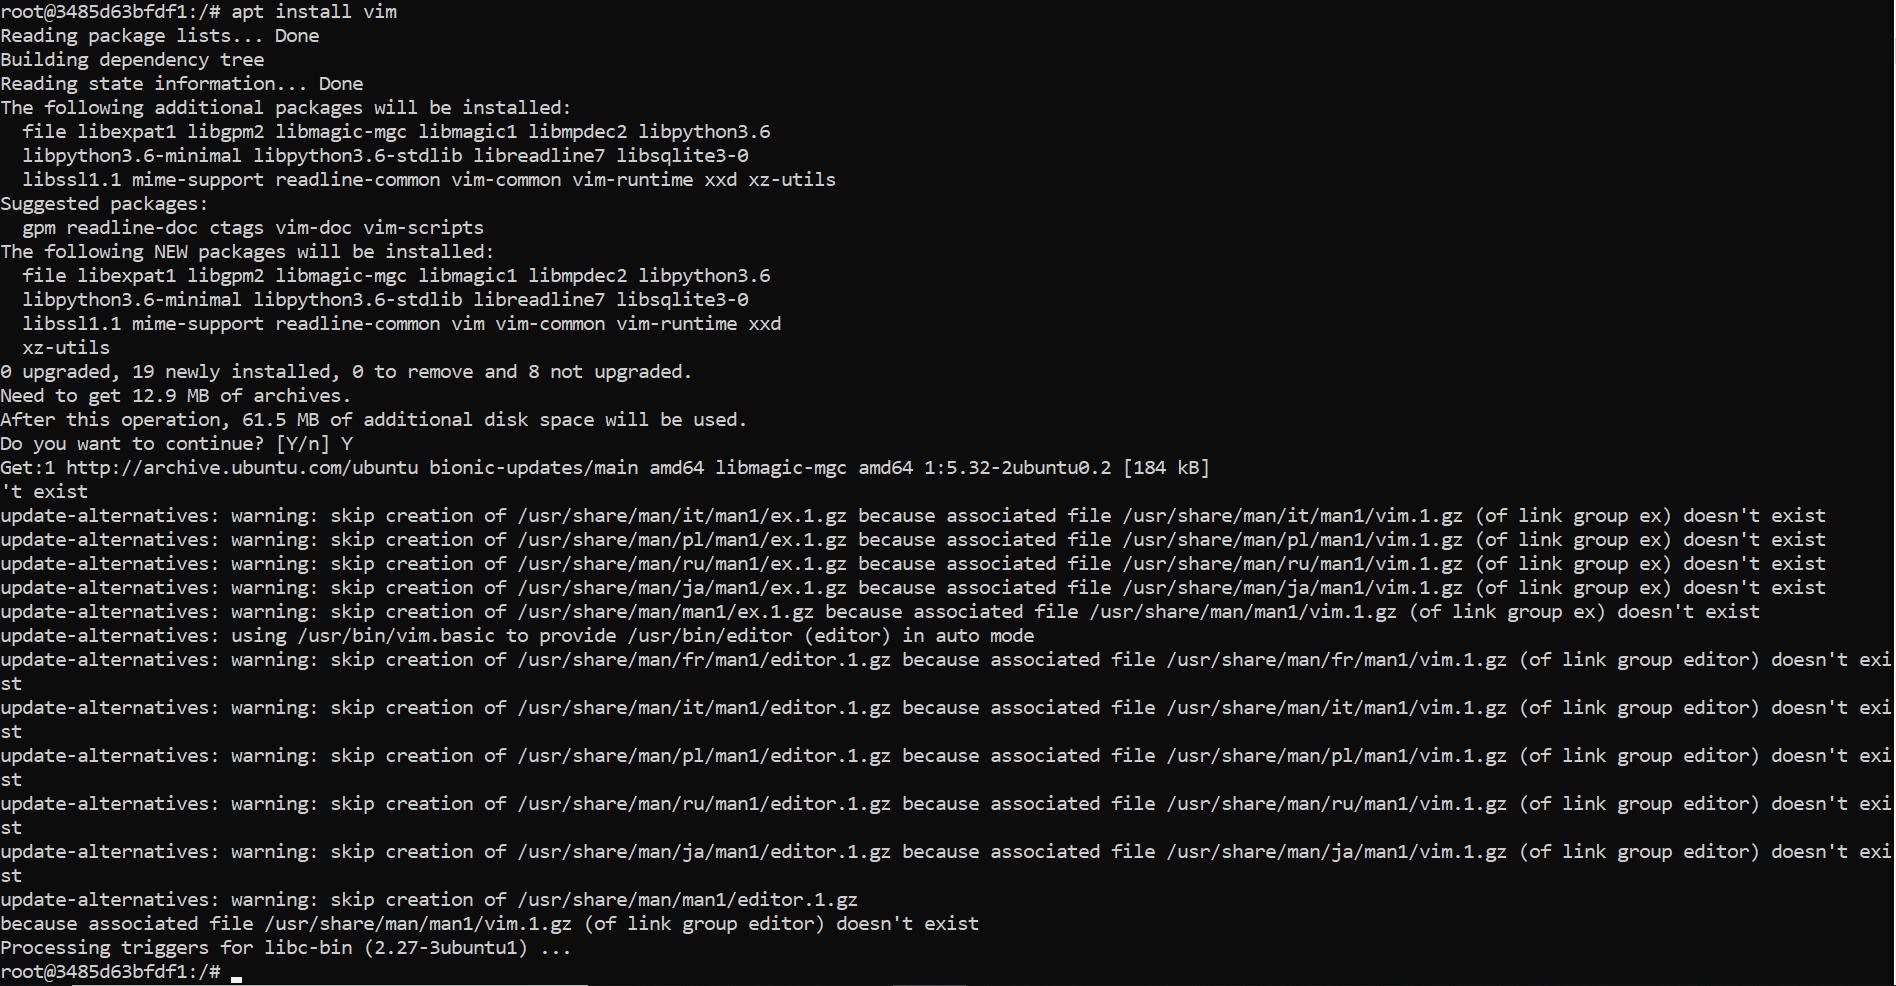 root@3485d63bfdf1:/# apt install vim
Reading package lists... Done
Building dependency tree
Reading state information... Done
The following additional packages will be installed:
  file libexpat1 libgpm2 libmagic-mgc libmagic1 libmpdec2 libpython3.6
  libpython3.6-minimal libpython3.6-stdlib libreadline7 libsqlite3-0
  libssl1.1 mime-support readline-common vim-common vim-runtime xxd xz-utils
Suggested packages:
  gpm readline-doc ctags vim-doc vim-scripts
The following NEW packages will be installed:
  file libexpat1 libgpm2 libmagic-mgc libmagic1 libmpdec2 libpython3.6
  libpython3.6-minimal libpython3.6-stdlib libreadline7 libsqlite3-0
  libssl1.1 mime-support readline-common vim vim-common vim-runtime xxd
  xz-utils
0 upgraded, 19 newly installed, 0 to remove and 8 not upgraded.
Need to get 12.9 MB of archives.
After this operation, 61.5 MB of additional disk space will be used.
Do you want to continue? [Y/n] Y
Get:1 http://archive.ubuntu.com/ubuntu bionic-updates/main amd64 libmagic-mgc amd64 1:5.32-2ubuntu0.2 [184 kB]
't exist
update-alternatives: warning: skip creation of /usr/share/man/it/man1/ex.1.gz because associated file /usr/share/man/it/man1/vim.1.gz (of link group ex) doesn't exist
update-alternatives: warning: skip creation of /usr/share/man/pl/man1/ex.1.gz because associated file /usr/share/man/pl/man1/vim.1.gz (of link group ex) doesn't exist
update-alternatives: warning: skip creation of /usr/share/man/ru/man1/ex.1.gz because associated file /usr/share/man/ru/man1/vim.1.gz (of link group ex) doesn't exist
update-alternatives: warning: skip creation of /usr/share/man/ja/man1/ex.1.gz because associated file /usr/share/man/ja/man1/vim.1.gz (of link group ex) doesn't exist
update-alternatives: warning: skip creation of /usr/share/man/man1/ex.1.gz because associated file /usr/share/man/man1/vim.1.gz (of link group ex) doesn't exist
update-alternatives: using /usr/bin/vim.basic to provide /usr/bin/editor (editor) in auto mode
update-alternatives: warning: skip creation of /usr/share/man/fr/man1/editor.1.gz because associated file /usr/share/man/fr/man1/vim.1.gz (of link group editor) doesn't exi
st
update-alternatives: warning: skip creation of /usr/share/man/it/man1/editor.1.gz because associated file /usr/share/man/it/man1/vim.1.gz (of link group editor) doesn't exi
st
update-alternatives: warning: skip creation of /usr/share/man/pl/man1/editor.1.gz because associated file /usr/share/man/pl/man1/vim.1.gz (of link group editor) doesn't exi
st
update-alternatives: warning: skip creation of /usr/share/man/ru/man1/editor.1.gz because associated file /usr/share/man/ru/man1/vim.1.gz (of link group editor) doesn't exi
st
update-alternatives: warning: skip creation of /usr/share/man/ja/man1/editor.1.gz because associated file /usr/share/man/ja/man1/vim.1.gz (of link group editor) doesn't exi
st
update-alternatives: warning: skip creation of /usr/share/man/man1/editor.1.gz
because associated file /usr/share/man/man1/vim.1.gz (of link group editor) doesn't exist
Processing triggers for libc-bin (2.27-3ubuntu1) ...
root@3485d63bfdf1:/#